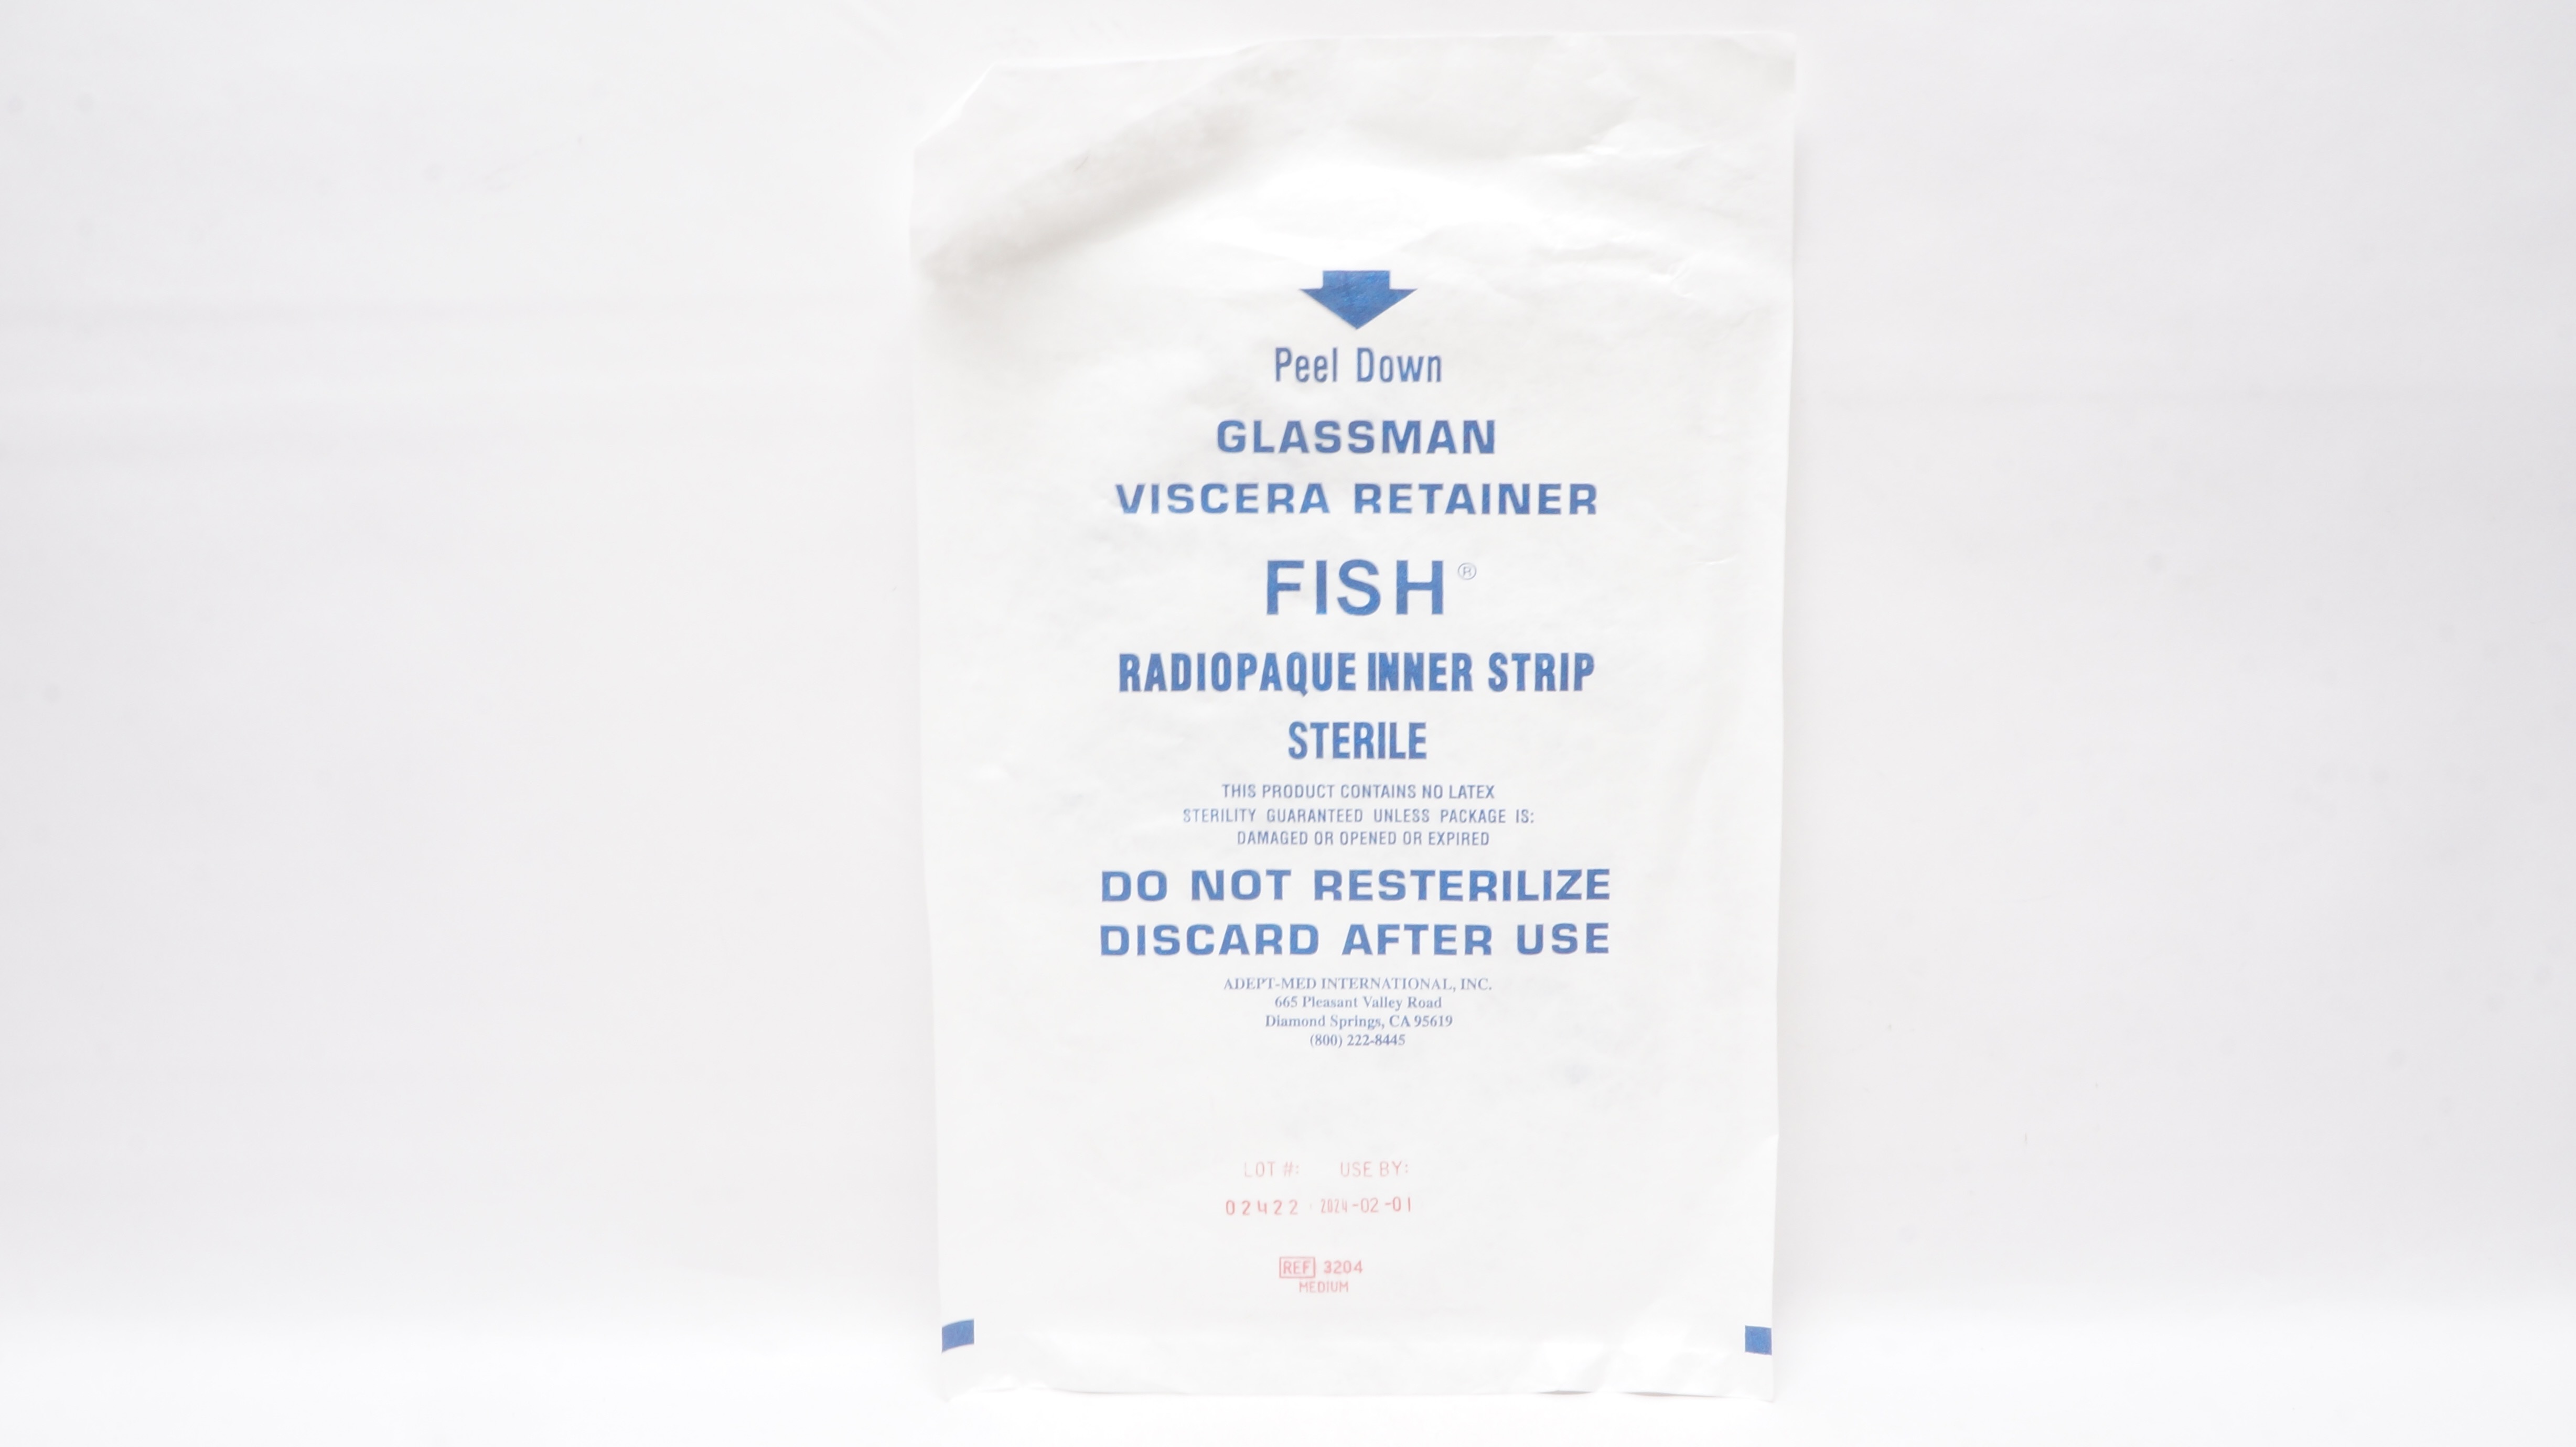 Peel Down
GLASSMAN
VISCERA RETAINER
FISH®
RADIOPAQUE INNER STRIP
STERILE
THIS PRODUCT CONTAINS NO LATEX
STERILITY GUARANTEED UNLESS PACKAGE IS:
DAMAGED OR OPENED OR EXPIRED
DO NOT RESTERILIZE
DISCARD AFTER USE
ADEPT-MED INTERNATIONAL, INC.
665 Pleasant Valley Road
Diamond Springs, CA 95619
(800) 222-8445
LOT #: USE BY:
02422 2024-02-01
REF 3204
MEDIUM